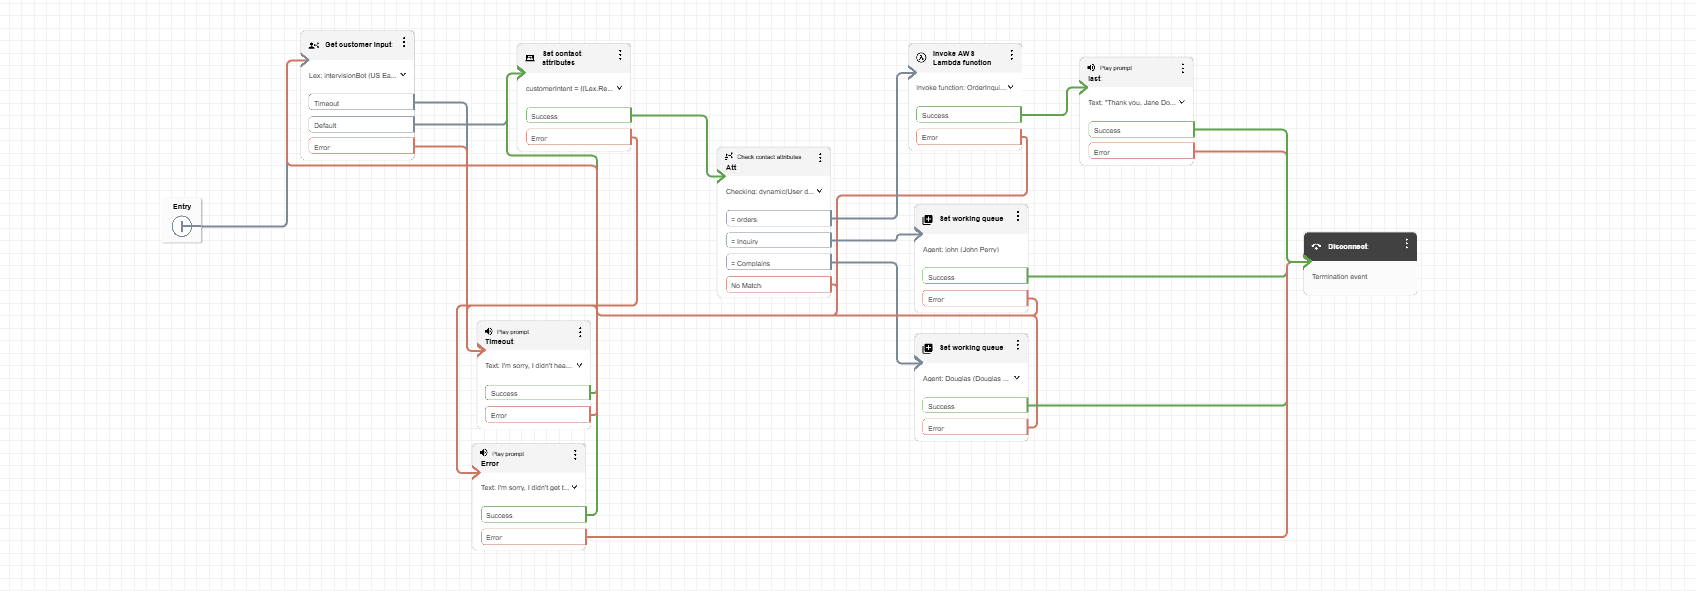 Entry
Get customer input
Lex: intervisionBot (US Ea...
Timeout
Default
Error
Set contact
attributes
customerIntent = ((Lex.Re...
Success
Error
Check contact attributes
Att
Checking: dynamic(User d...
= orders
= Inquiry
= Complains
No Match
Invoke AWS
Lambda function
Invoke function: OrderInqui...
Success
Error
Play prompt
last
Text: "Thank you, Jane Do...
Success
Error
Set working queue
Agent: john (John Perry)
Success
Error
Set working queue
Agent: Douglas (Douglas ...
Success
Error
Disconnect
Termination event
Play prompt
Timeout
Text: I'm sorry, I didn't hea...
Success
Error
Play prompt
Error
Text: I'm sorry, I didn't get t...
Success
Error